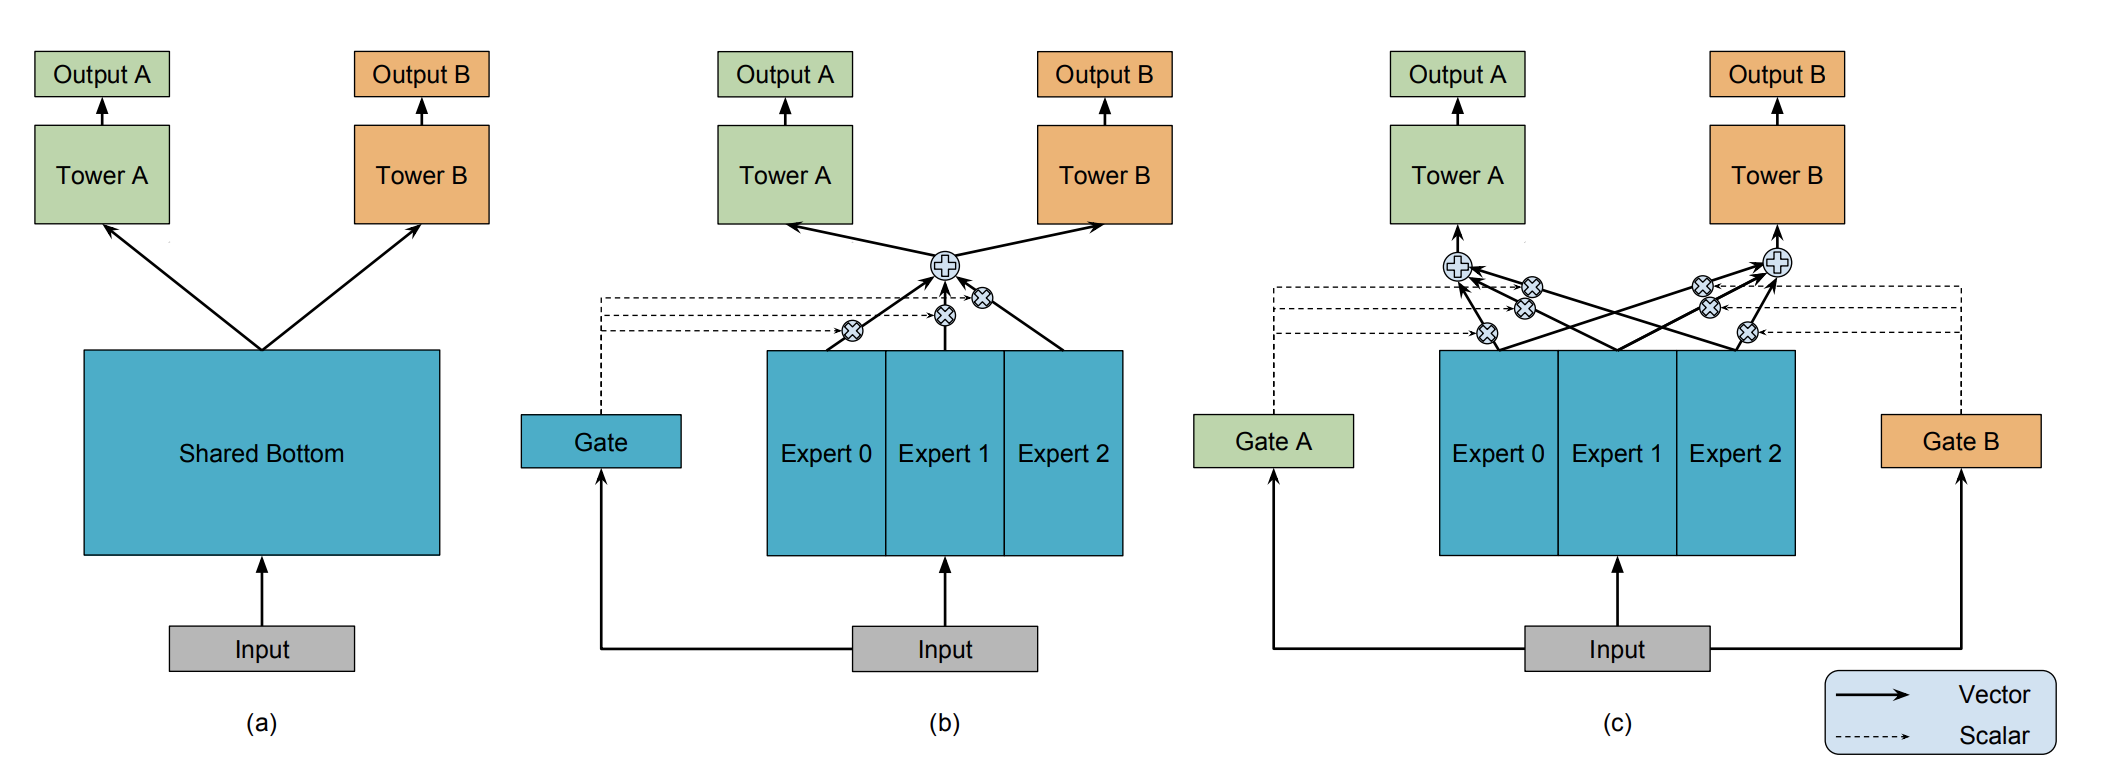 Output A
Output B
Tower A
Tower B
Shared Bottom
Input
(a)
Output A
Output B
Tower A
Tower B
Gate
Expert 0
Expert 1
Expert 2
Input
(b)
Output A
Output B
Tower A
Tower B
Gate A
Expert 0
Expert 1
Expert 2
Gate B
Input
(c)
Vector
Scalar